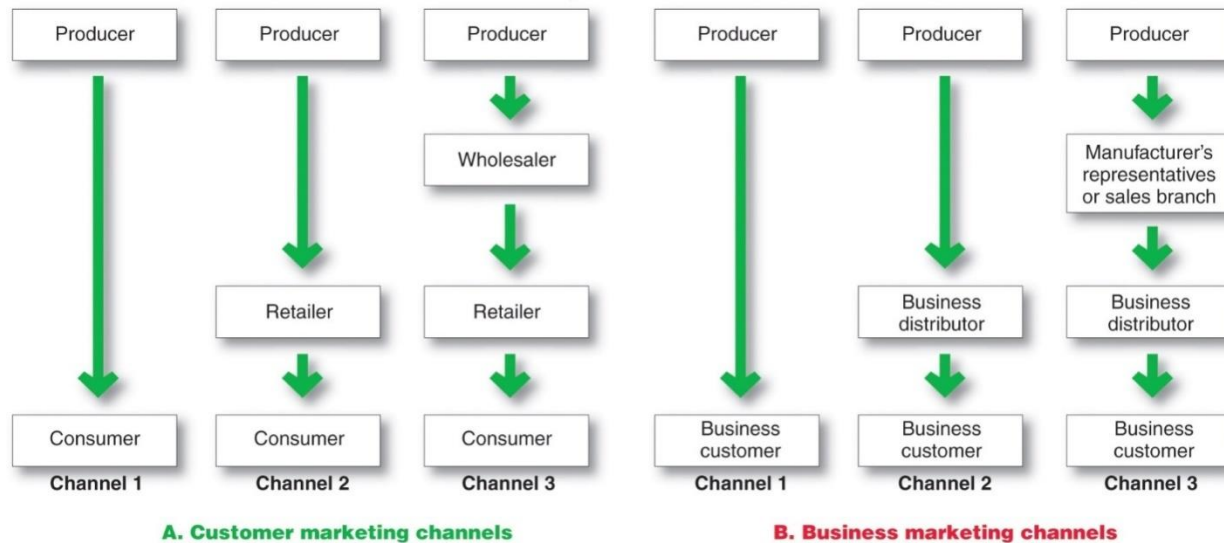 Producer
Producer
Producer
Wholesaler
Retailer
Retailer
Consumer
Consumer
Consumer
Channel 1
Channel 2
Channel 3
A. Customer marketing channels
Producer
Producer
Producer
Manufacturer's
representatives
or sales branch
Business
distributor
Business
distributor
Business
customer
Business
customer
Business
customer
Channel 1
Channel 2
Channel 3
B. Business marketing channels